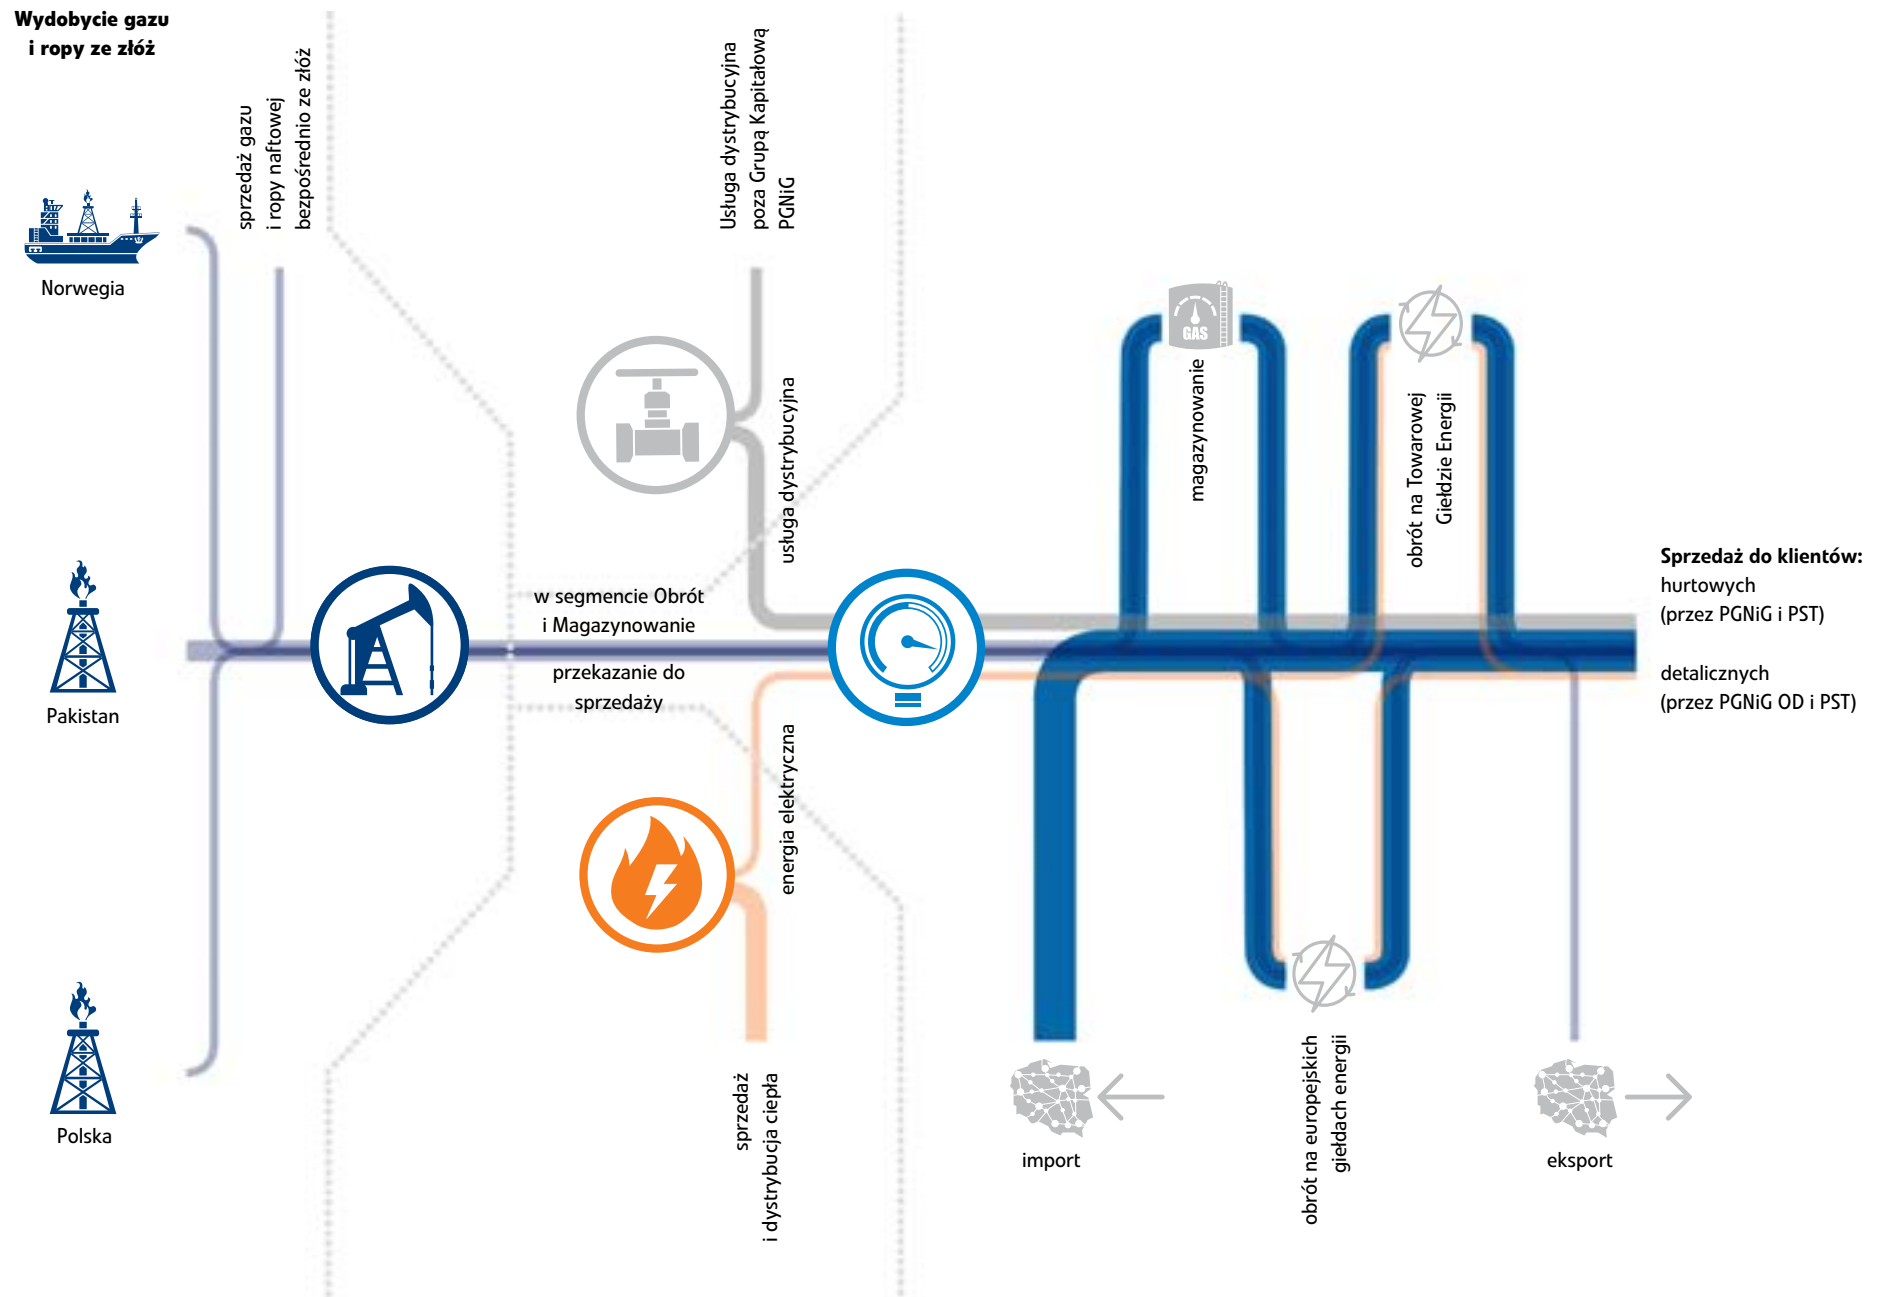 Wydobycie gazu
i ropy ze złóż
sprzedaż gazu
i ropy naftowej
bezpośrednio ze złóż
Usługa dystrybucyjna
poza Grupą Kapitałową
PGNiG
Norwegia
GAS
magazynowanie
obrót na Towarowej
Giełdzie Energii
usługa dystrybucyjna
Sprzedaż do klientów:
hurtowych
(przez PGNiG i PST)
detalicznych
(przez PGNiG OD i PST)
w segmencie Obrót
i Magazynowanie
przekazanie do
sprzedaży
Pakistan
energia elektryczna
Polska
sprzedaż
i dystrybucja ciepła
import
obrót na europejskich
giełdach energii
eksport